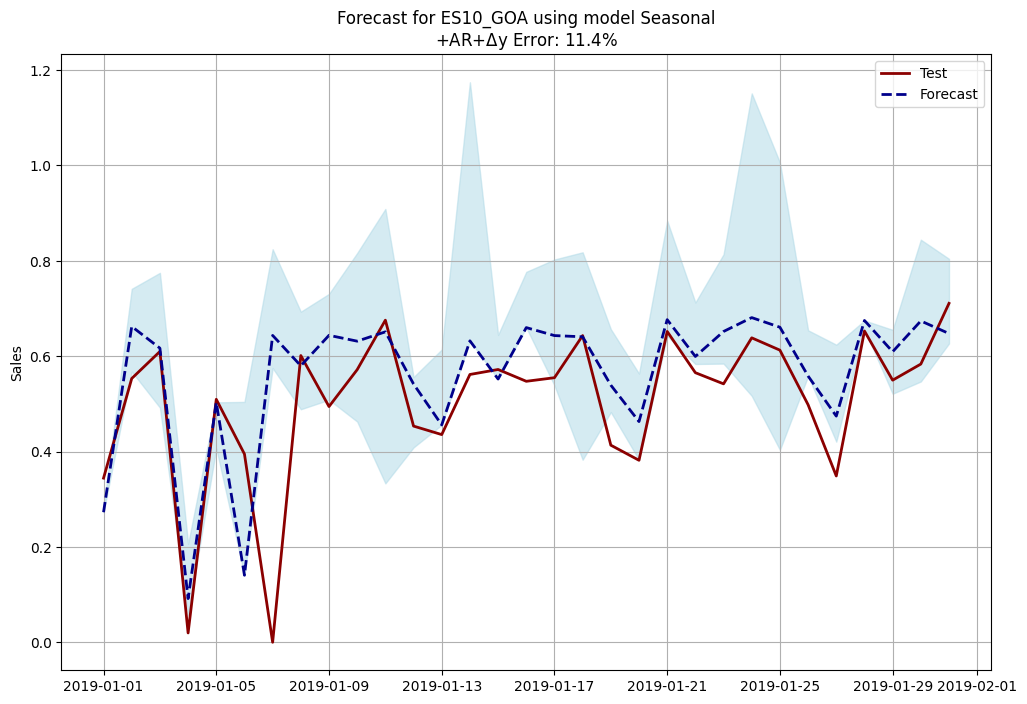 Forecast for ES10_GOA using model Seasonal
+AR+Δy Error: 11.4%
Test
Forecast
Sales
1.2
1.0
0.8
0.6
0.4
0.2
0.0
2019-01-01 2019-01-05 2019-01-09 2019-01-13 2019-01-17 2019-01-21 2019-01-25 2019-01-29 2019-02-01